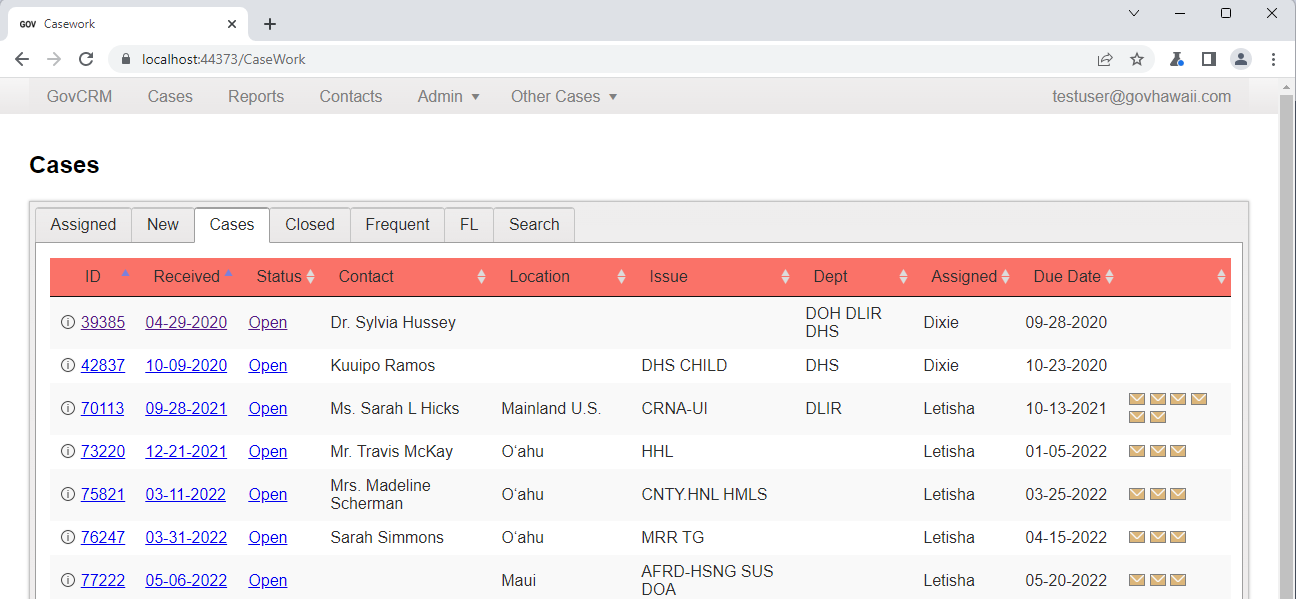 GOV Casework
localhost:44373/CaseWork
GovCRM Cases Reports Contacts Admin Other Cases testuser@govhawaii.com
Cases
Assigned New Cases Closed Frequent FL Search
ID Received Status Contact Location Issue Dept Assigned Due Date
39385 04-29-2020 Open Dr. Sylvia Hussey DOH DLIR DHS Dixie 09-28-2020
42837 10-09-2020 Open Kuuipo Ramos DHS CHILD DHS Dixie 10-23-2020
70113 09-28-2021 Open Ms. Sarah L Hicks Mainland U.S. CRNA-UI DLIR Letisha 10-13-2021
73220 12-21-2021 Open Mr. Travis McKay Oʻahu HHL Letisha 01-05-2022
75821 03-11-2022 Open Mrs. Madeline Scherman Oʻahu CNTY.HNL HMLS Letisha 03-25-2022
76247 03-31-2022 Open Sarah Simmons Oʻahu MRR TG Letisha 04-15-2022
77222 05-06-2022 Open Maui AFRD-HSNG SUS DOA Letisha 05-20-2022